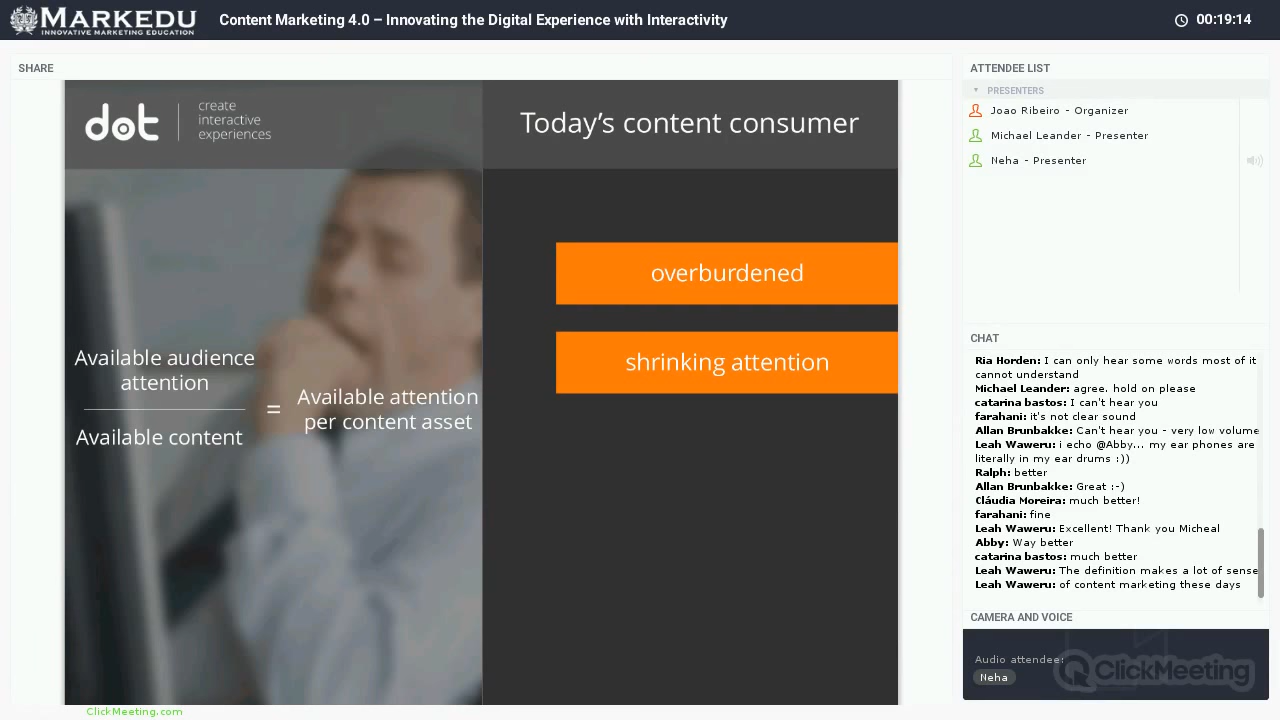 MARKEDU
INNOVATIVE MARKETING EDUCATION
Content Marketing 4.0 – Innovating the Digital Experience with Interactivity
00:19:14
SHARE
dot
create
interactive
experiences
Today's content consumer
overburdened
shrinking attention
Available audience
attention
Available content
=
Available attention
per content asset
ClickMeeting.com
ATTENDEE LIST
PRESENTERS
Joao Ribeiro - Organizer
Michael Leander - Presenter
Neha - Presenter
CHAT
Ria Horden: I can only hear some words most of it
cannot understand
Michael Leander: agree. hold on please
catarina bastos: I can't hear you
farahani: it's not clear sound
Allan Brunbakke: Can't hear you - very low volume
Leah Waweru: i echo @Abby... my ear phones are
literally in my ear drums :))
Ralph: better
Allan Brunbakke: Great :-)
Cláudia Moreira: much better!
farahani: fine
Leah Waweru: Excellent! Thank you Micheal
Abby: Way better
catarina bastos: much better
Leah Waweru: The definition makes a lot of sense
Leah Waweru: of content marketing these days
CAMERA AND VOICE
Audio attendee:
Neha
ClickMeeting